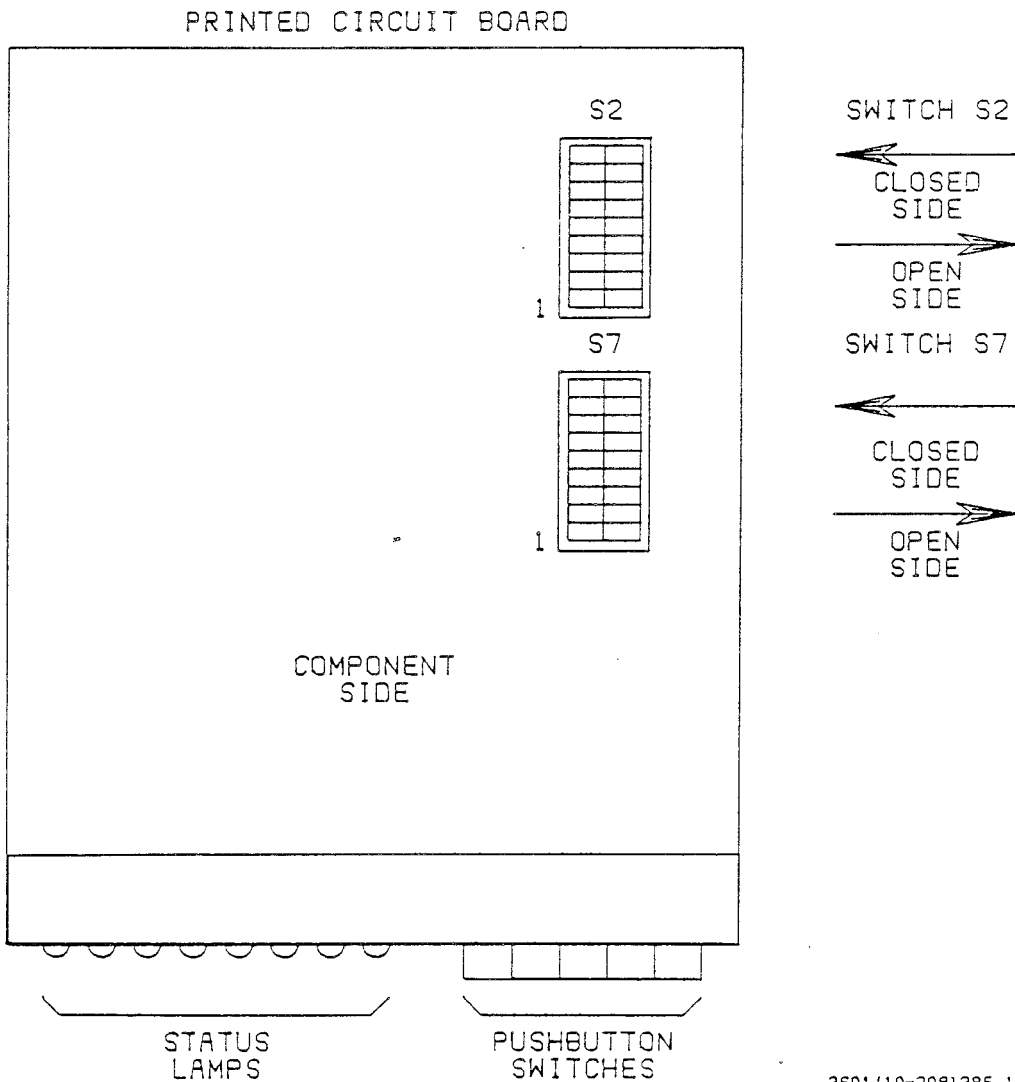 PRINTED CIRCUIT BOARD
S2
1
S7
1
COMPONENT
SIDE
STATUS
LAMPS
PUSHBUTTON
SWITCHES
SWITCH S2
CLOSED
SIDE
OPEN
SIDE
SWITCH S7
CLOSED
SIDE
OPEN
SIDE